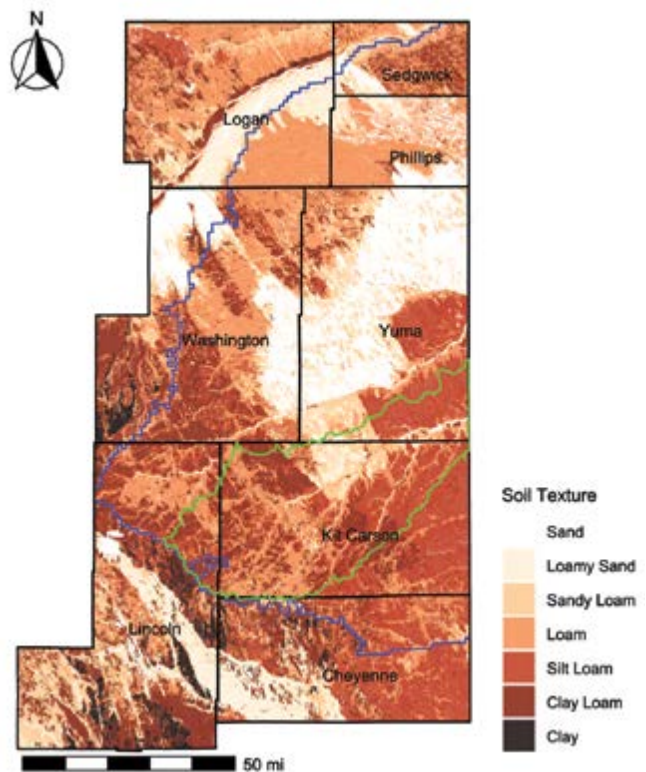 N
Sedgwick
Logan
Phillips
Yuma
Washington
Kit Carson
Lincoln
Cheyenne
Soil Texture
Sand
Loamy Sand
Sandy Loam
Loam
Silt Loam
Clay Loam
Clay
50 mi